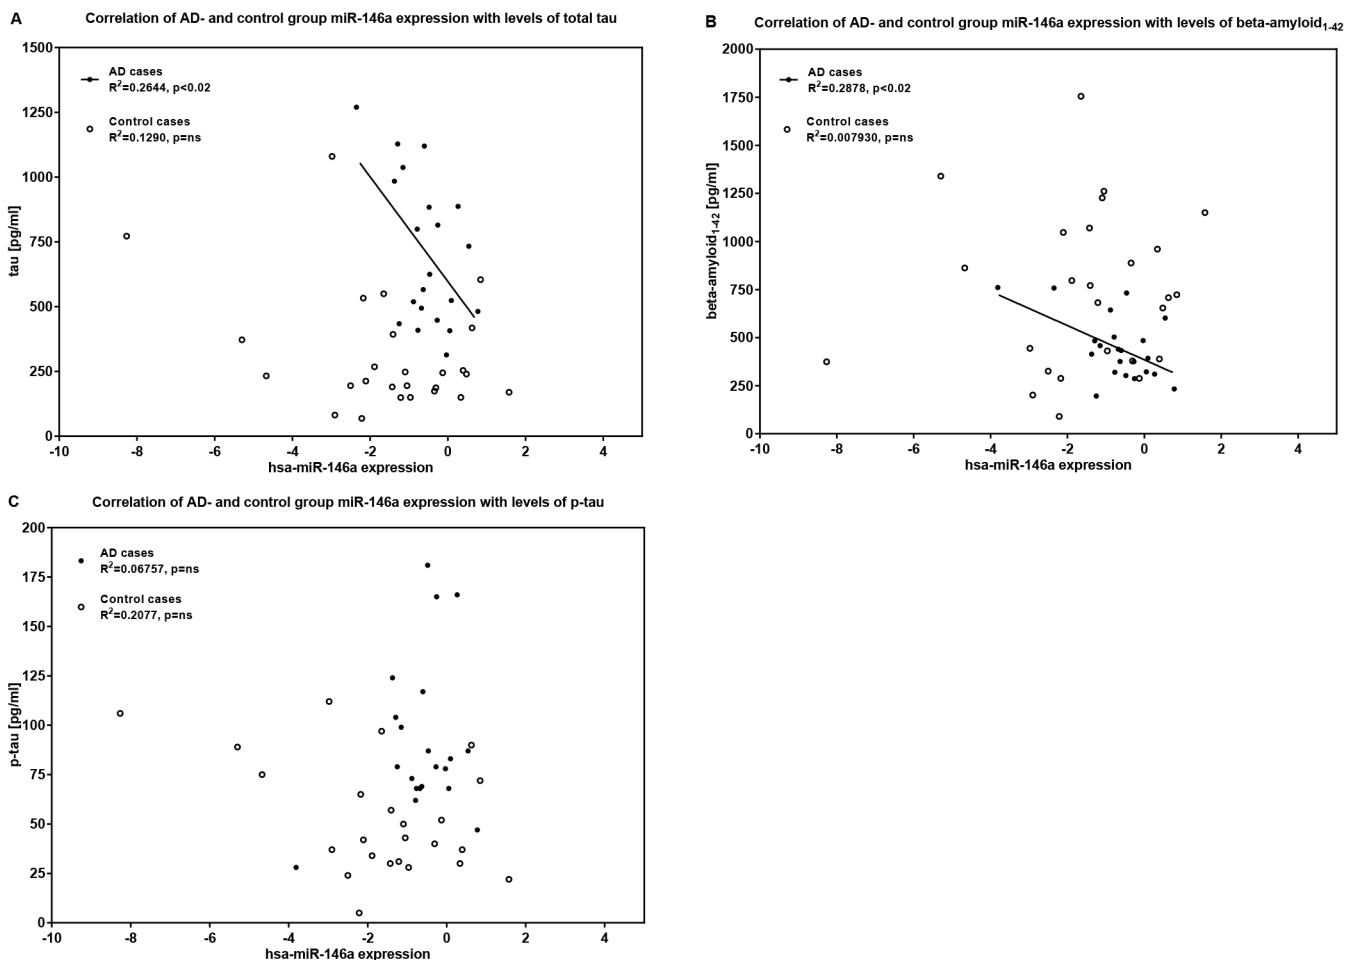 A
Correlation of AD- and control group miR-146a expression with levels of total tau
1500
1250
1000
750
500
250
0
tau [pg/ml]
AD cases
R²=0.2644, p<0.02
Control cases
R²=0.1290, p=ns
-10 -8 -6 -4 -2 0 2 4
hsa-miR-146a expression
B
Correlation of AD- and control group miR-146a expression with levels of beta-amyloid₁₋₄₂
2000
1750
1500
1250
1000
750
500
250
0
beta-amyloid₁₋₄₂ [pg/ml]
AD cases
R²=0.2878, p<0.02
Control cases
R²=0.007930, p=ns
-10 -8 -6 -4 -2 0 2 4
hsa-miR-146a expression
C
Correlation of AD- and control group miR-146a expression with levels of p-tau
200
175
150
125
100
75
50
25
0
p-tau [pg/ml]
AD cases
R²=0.06757, p=ns
Control cases
R²=0.2077, p=ns
-10 -8 -6 -4 -2 0 2 4
hsa-miR-146a expression